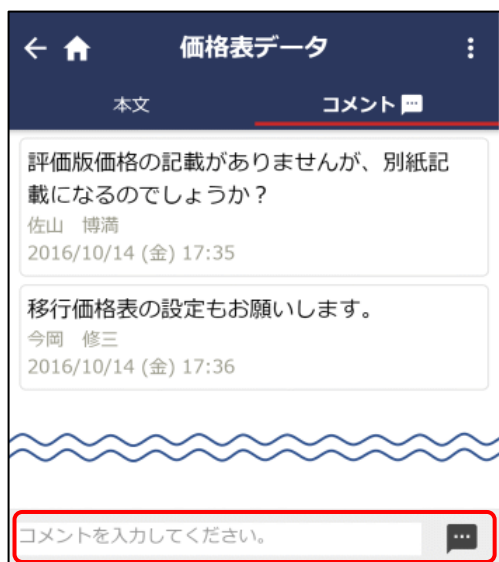 価格表データ
本文 コメント
評価版価格の記載がありませんが、別紙記
載になるのでしょうか？
佐山　博満
2016/10/14 (金) 17:35
移行価格表の設定もお願いします。
今岡　修三
2016/10/14 (金) 17:36
コメントを入力してください。